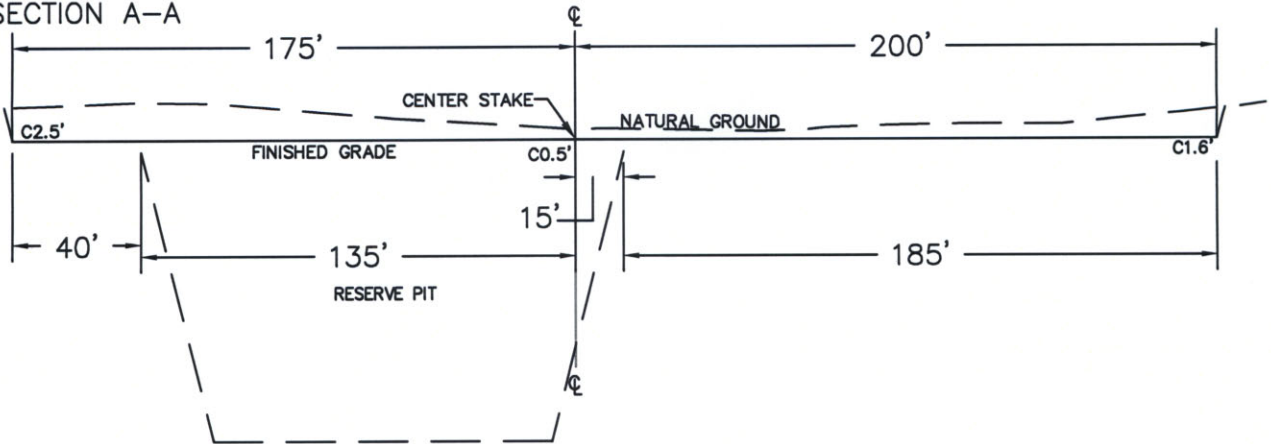 SECTION A-A
℄
175'
200'
CENTER STAKE
NATURAL GROUND
C2.5'
FINISHED GRADE
C0.5'
C1.6'
15'
40'
135'
185'
RESERVE PIT
℄